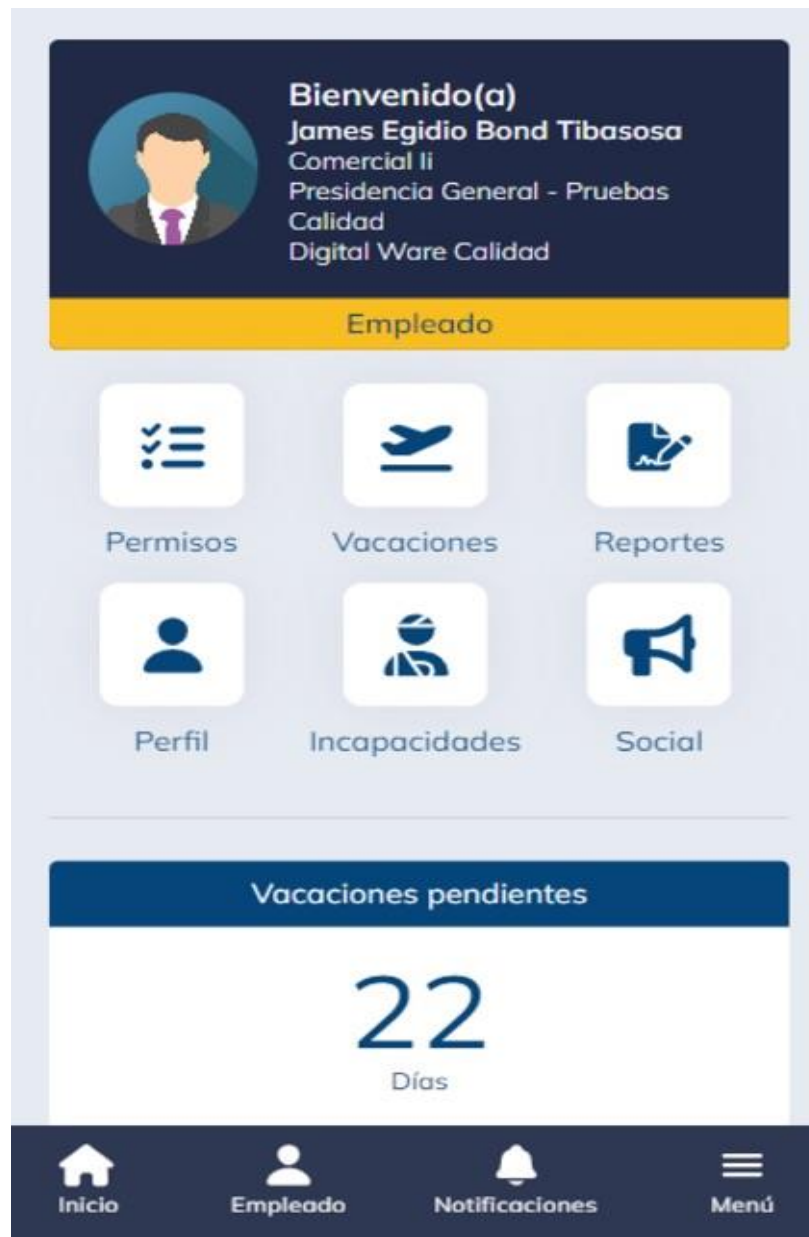 Bienvenido(a)
James Egidio Bond Tibasosa
Comercial Ii
Presidencia General - Pruebas
Calidad
Digital Ware Calidad
Empleado
Permisos
Vacaciones
Reportes
Perfil
Incapacidades
Social
Vacaciones pendientes
22
Días
Inicio
Empleado
Notificaciones
Menú